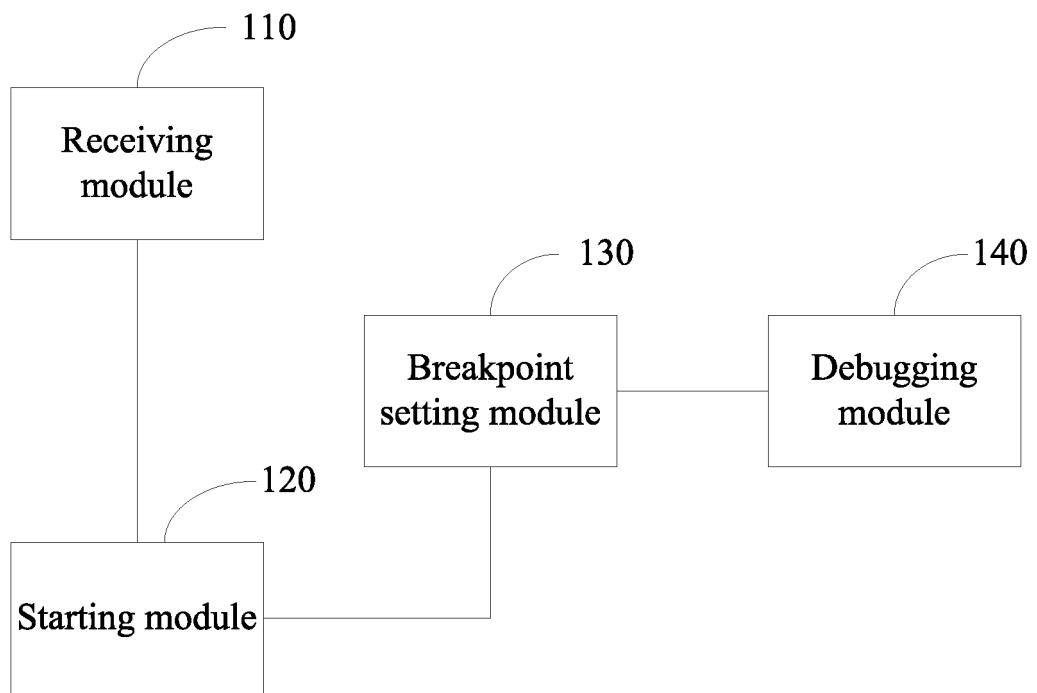 110
Receiving
module
130
140
Breakpoint
setting module
Debugging
module
120
Starting module